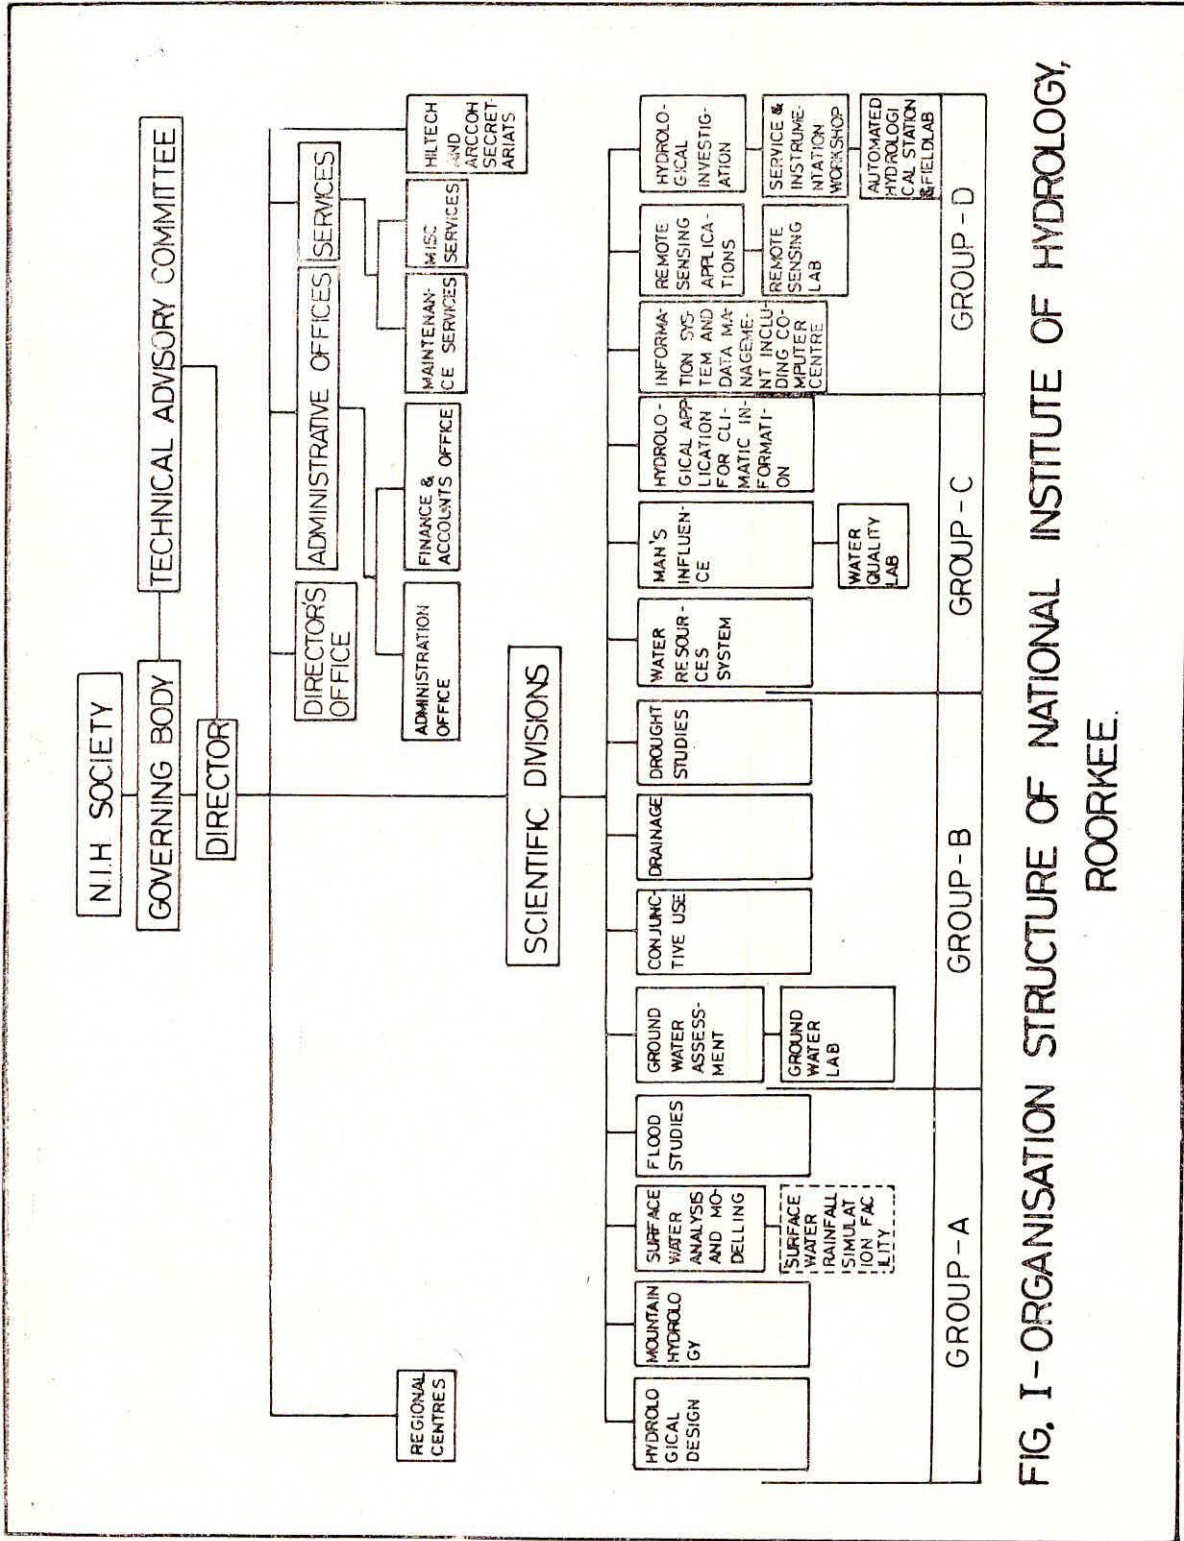 N.I.H SOCIETY
GOVERNING BODY
TECHNICAL ADVISORY COMMITTEE
DIRECTOR
REGIONAL
CENTRES
DIRECTOR'S
OFFICE
ADMINISTRATIVE OFFICES
SERVICES
ADMINISTRATION
OFFICE
FINANCE &
ACCOUNTS OFFICE
MAINTENAN-
CE SERVICES
MISC
SERVICES
HILTECH
AND
ARCCOH
SECRET-
ARIATS
SCIENTIFIC DIVISIONS
HYDROLO
GICAL
DESIGN
MOUNTAIN
HYDROLO
GY
SURFACE
WATER
ANALYSIS
AND MO-
DELLING
SURFACE
WATER
RAINFALL
SIMULAT
ION FAC
ILITY
FLOOD
STUDIES
GROUND
WATER
ASSESS-
MENT
GROUND
WATER
LAB
CONJUNC-
TIVE USE
DRAINAGE
DROUGHT
STUDIES
WATER
RESOUR-
CES
SYSTEM
MAN'S
INFLUEN-
CE
WATER
QUALITY
LAB
HYDROLO-
GICAL APP
LICATION
FOR CLI-
MATIC IN-
FORMATI-
ON
INFORMA-
TION SYS-
TEM AND
DATA MA-
NAGEME-
NT INCLU-
DING CO-
MPUTER
CENTRE
REMOTE
SENSING
APPLICA-
TIONS
REMOTE
SENSING
LAB
HYDROLO-
GICAL
INVESTIG-
ATION
SERVICE &
INSTRUME-
NTATION
WORKSHOP
AUTOMATED
HYDROLOGI
CAL STATION
& FIELDLAB
GROUP-A
GROUP-B
GROUP-C
GROUP-D
FIG. I-ORGANISATION STRUCTURE OF NATIONAL INSTITUTE OF HYDROLOGY,
ROORKEE.